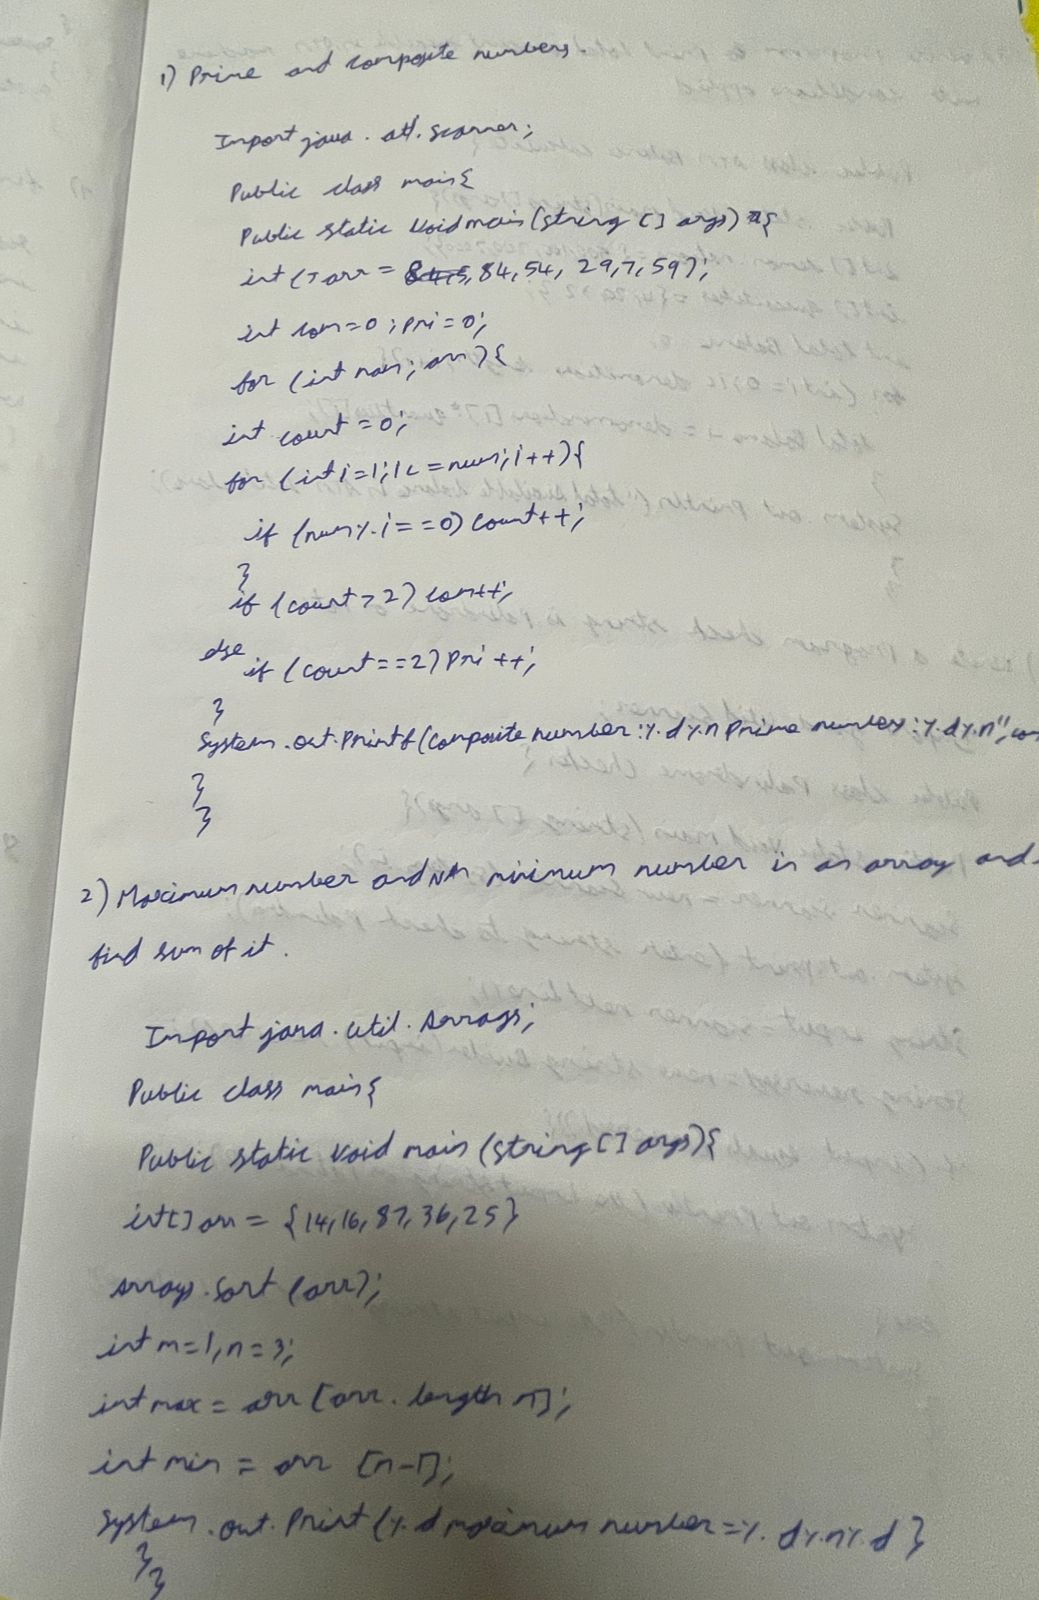 1) Prime and composite numbers.
Import java.util.scanner;
Public class main{
Public static void main(string [] args) {
int[] arr = 84, 54, 29, 7, 59};
int com=0; pri=0;
for (int num; arr){
int count=0;
for (int i=1; i<=num; i++){
if (num%.i==0) count++;
}
if (count>2) com++;
else if (count==2) pri++;
}
System.out.Printf(Composite number:%.d%.n Prime number:%.d%.n",com
}
}
2) Maximum number and Nth minimum number in an array and
find sum of it.
Import java.util.Arrays;
Public class main{
Public static void main (string [] args){
int[] arr = {14,16,87,36,25}
Arrays.sort (arr);
int m=1, n=3;
int max = arr [arr.length-1];
int min = arr [n-1];
System.out.Print (%.d maximum number =%.d%.n%.d }
}
}